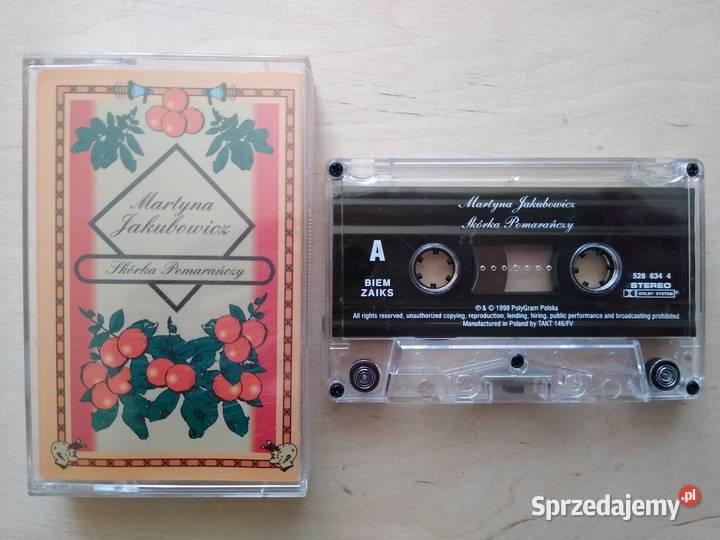 Martyna
Jakubowicz
Skórka Pomarańczy
Martyna Jakubowicz
Skórka Pomarańczy
A
BIEM
ZAIKS
528 634 4
STEREO
DOLBY SYSTEM
℗ & © 1998 PolyGram Polska
All rights reserved, unauthorized copying, reproduction, lending, hiring, public performance and broadcasting prohibited.
Manufactured in Poland by TAKT 146/FV
Sprzedajemy.pl